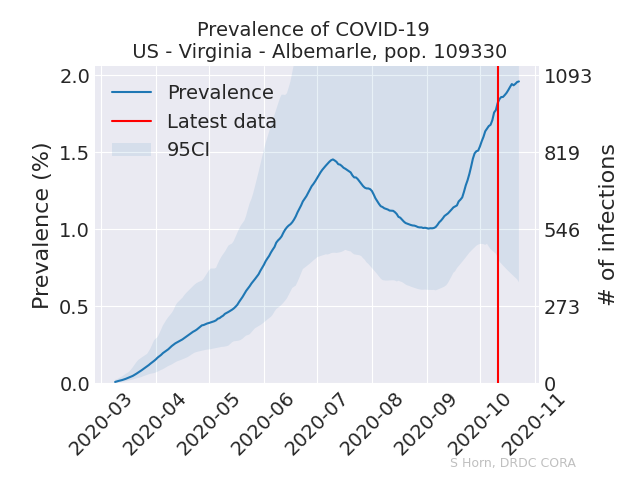 Prevalence of COVID-19
US - Virginia - Albemarle, pop. 109330
Prevalence
Latest data
95CI
Prevalence (%)
2.0
1.5
1.0
0.5
0.0
# of infections
1093
819
546
273
0
2020-03
2020-04
2020-05
2020-06
2020-07
2020-08
2020-09
2020-10
2020-11
S Horn, DRDC CORA